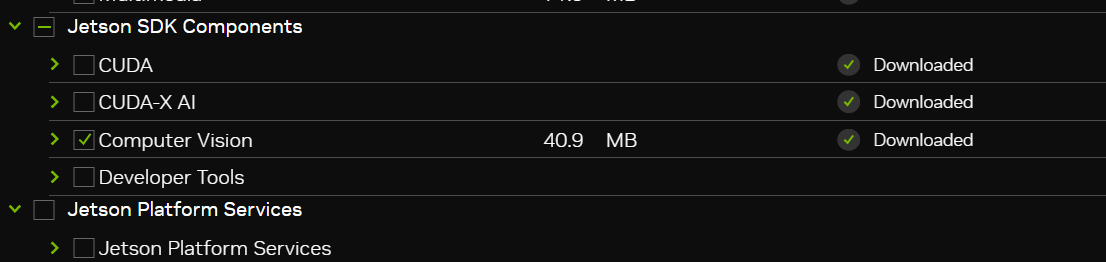 Jetson SDK Components
CUDA Downloaded
CUDA-X AI Downloaded
Computer Vision 40.9 MB Downloaded
Developer Tools
Jetson Platform Services
Jetson Platform Services